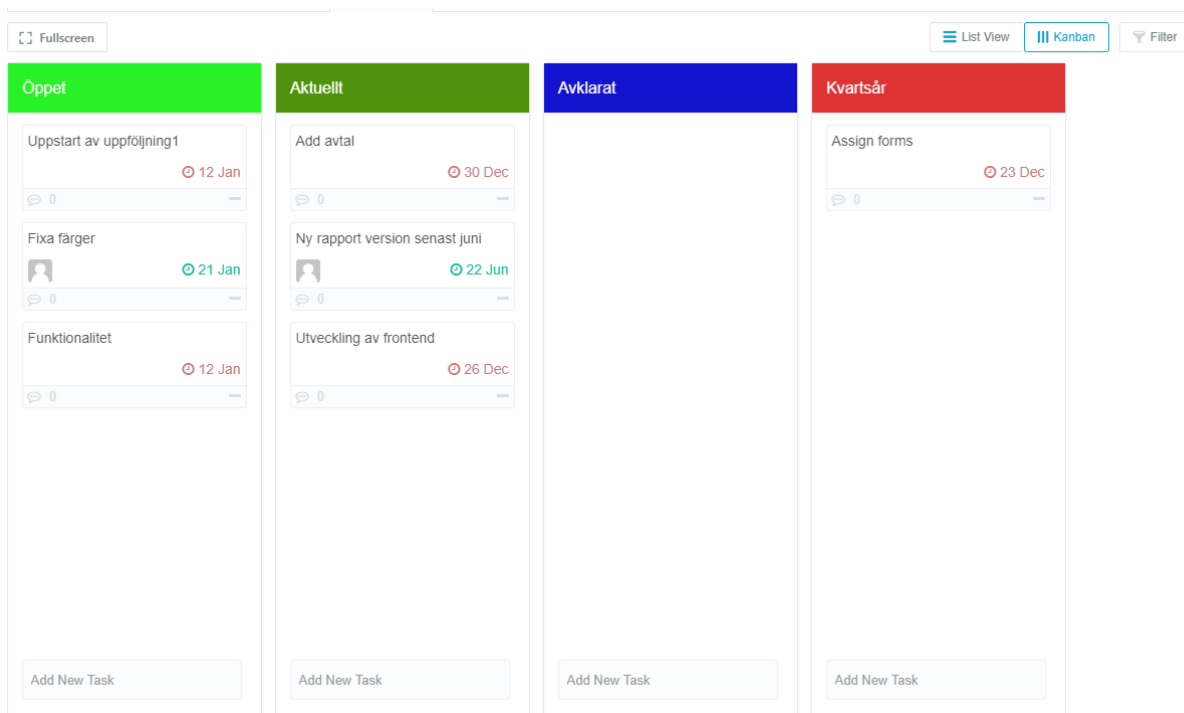 Fullscreen
List View
Kanban
Filter
Öppet
Uppstart av uppföljning1
12 Jan
0
Fixa färger
21 Jan
0
Funktionalitet
12 Jan
0
Add New Task
Aktuellt
Add avtal
30 Dec
0
Ny rapport version senast juni
22 Jun
0
Utveckling av frontend
26 Dec
0
Add New Task
Avklarat
Add New Task
Kvartsår
Assign forms
23 Dec
0
Add New Task